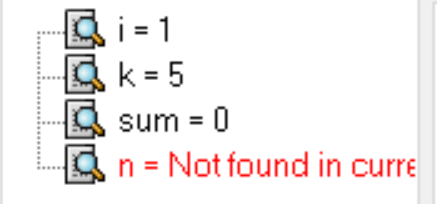 i = 1
k = 5
sum = 0
n = Not found in curre